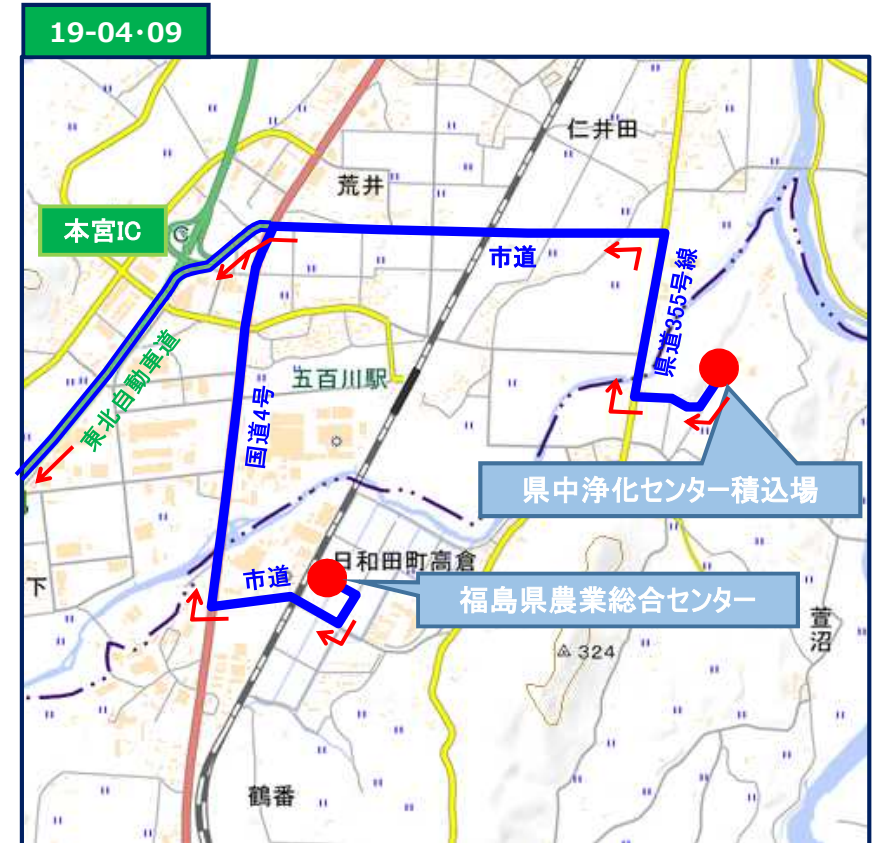 19-04･09
仁井田
荒井
本宮IC
市道
県道355号線
東北自動車道
五百川駅
国道4号
県中浄化センター積込場
日和田町高倉
市道
下
福島県農業総合センター
萱沼
324
鶴番